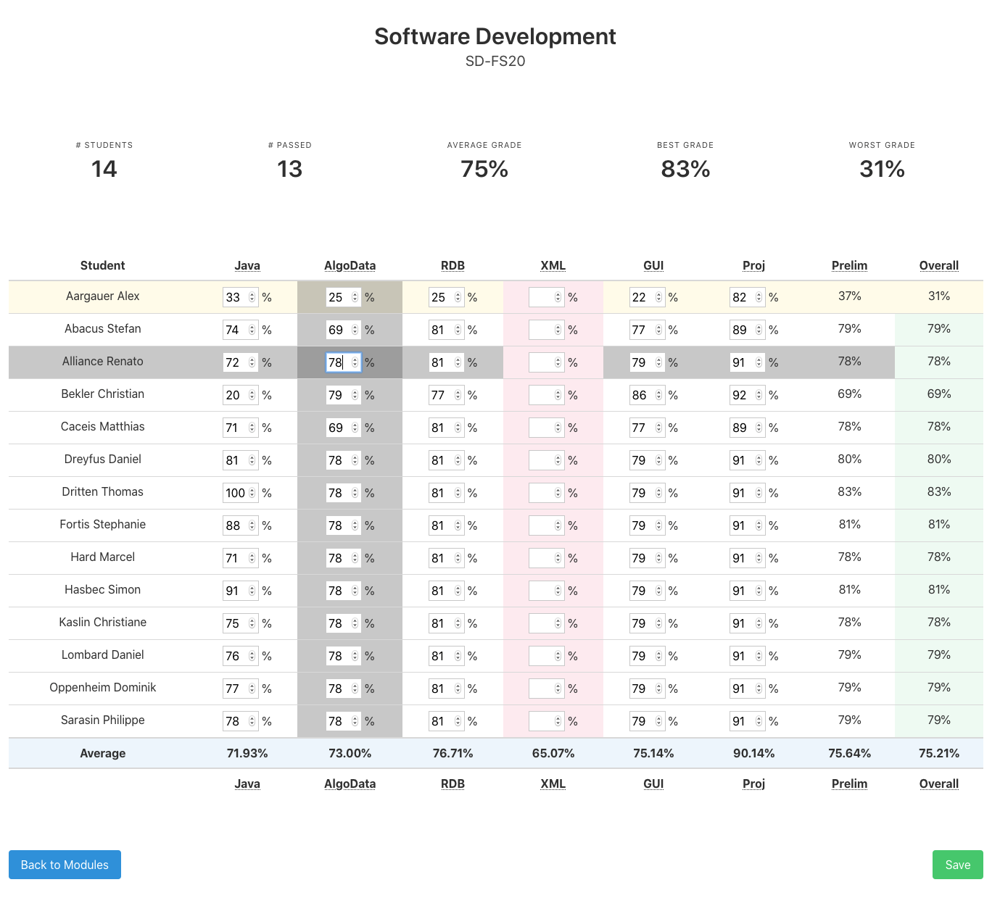 Software Development
SD-FS20
# STUDENTS # PASSED AVERAGE GRADE BEST GRADE WORST GRADE
14 13 75% 83% 31%
Student Java AlgoData RDB XML GUI Proj Prelim Overall
Aargauer Alex 33 % 25 % 25 % % 22 % 82 % 37% 31%
Abacus Stefan 74 % 69 % 81 % % 77 % 89 % 79% 79%
Alliance Renato 72 % 78 % 81 % % 79 % 91 % 78% 78%
Bekler Christian 20 % 79 % 77 % % 86 % 92 % 69% 69%
Caceis Matthias 71 % 69 % 81 % % 77 % 89 % 78% 78%
Dreyfus Daniel 81 % 78 % 81 % % 79 % 91 % 80% 80%
Dritten Thomas 100 % 78 % 81 % % 79 % 91 % 83% 83%
Fortis Stephanie 88 % 78 % 81 % % 79 % 91 % 81% 81%
Hard Marcel 71 % 78 % 81 % % 79 % 91 % 78% 78%
Hasbec Simon 91 % 78 % 81 % % 79 % 91 % 81% 81%
Kaslin Christiane 75 % 78 % 81 % % 79 % 91 % 78% 78%
Lombard Daniel 76 % 78 % 81 % % 79 % 91 % 79% 79%
Oppenheim Dominik 77 % 78 % 81 % % 79 % 91 % 79% 79%
Sarasin Philippe 78 % 78 % 81 % % 79 % 91 % 79% 79%
Average 71.93% 73.00% 76.71% 65.07% 75.14% 90.14% 75.64% 75.21%
Java AlgoData RDB XML GUI Proj Prelim Overall
Back to Modules Save